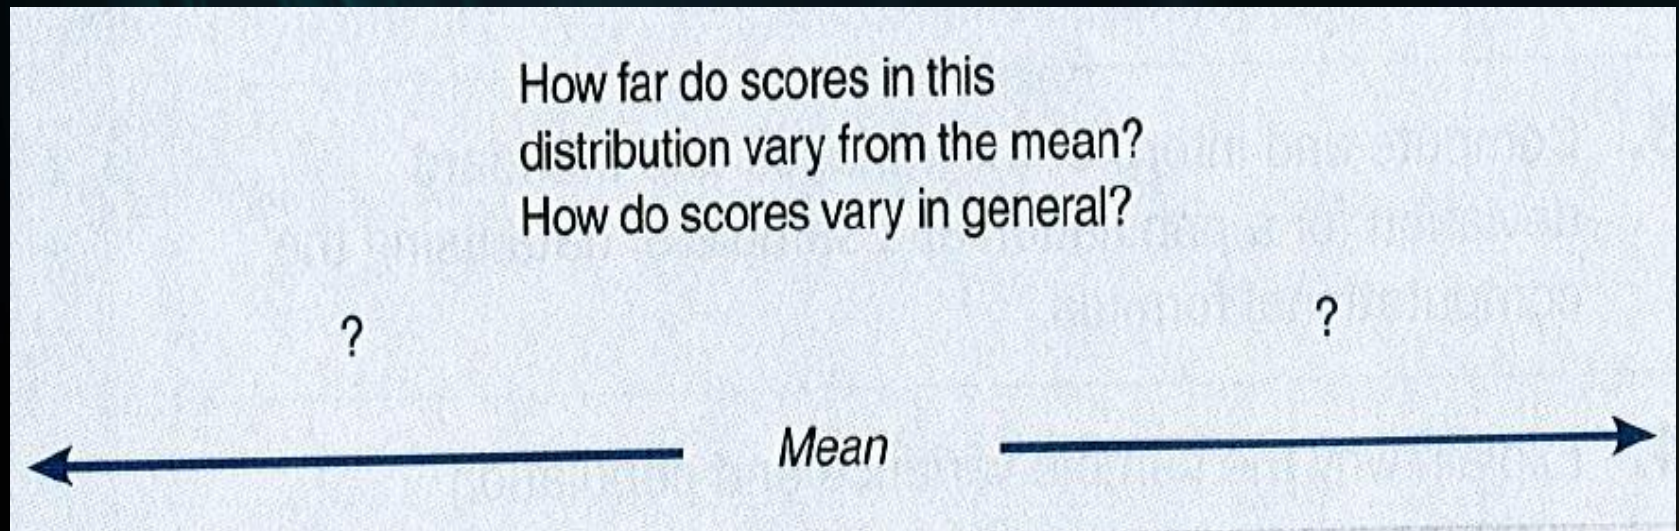 How far do scores in this
distribution vary from the mean?
How do scores vary in general?
? ?
Mean